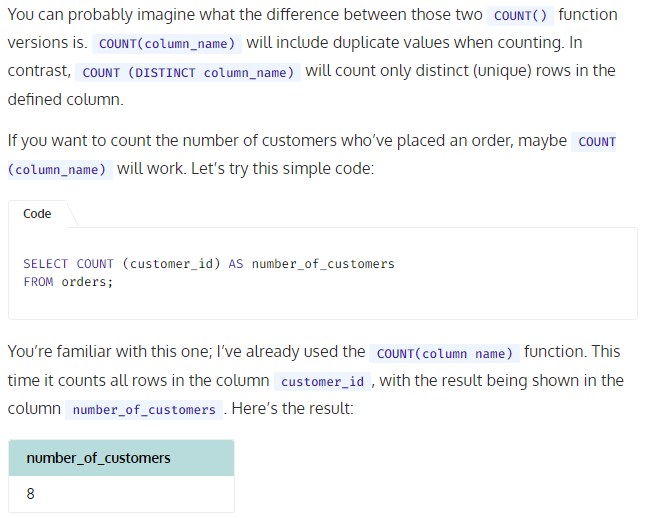 You can probably imagine what the difference between those two COUNT() function
versions is. COUNT(column_name) will include duplicate values when counting. In
contrast, COUNT (DISTINCT column_name) will count only distinct (unique) rows in the
defined column.
If you want to count the number of customers who’ve placed an order, maybe COUNT
(column_name) will work. Let’s try this simple code:
Code
SELECT COUNT (customer_id) AS number_of_customers
FROM orders;
You’re familiar with this one; I’ve already used the COUNT(column name) function. This
time it counts all rows in the column customer_id , with the result being shown in the
column number_of_customers . Here’s the result:
number_of_customers
8